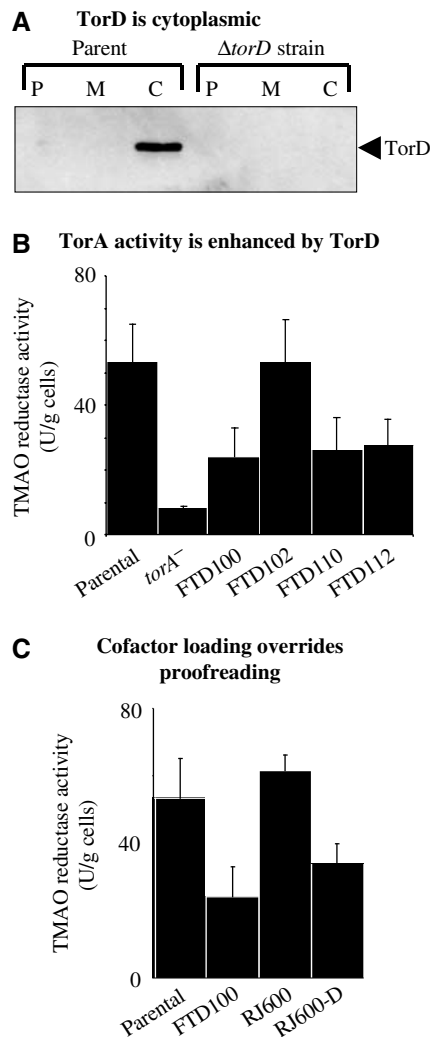 A TorD is cytoplasmic
Parent ΔtorD strain
P M C P M C
TorD
B TorA activity is enhanced by TorD
TMAO reductase activity
(U/g cells)
80
40
0
Parental torA⁻ FTD100 FTD102 FTD110 FTD112
C Cofactor loading overrides
proofreading
TMAO reductase activity
(U/g cells)
80
40
0
Parental FTD100 RJ600 RJ600-D